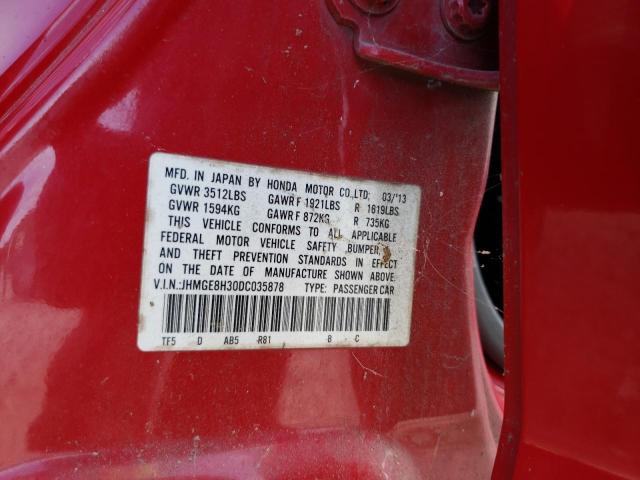 MFD. IN JAPAN BY HONDA MOTOR CO.,LTD; 03/'13
GVWR 3512LBS GAWR F 1921LBS R 1619LBS
GVWR 1594KG GAWR F 872KG R 735KG
THIS VEHICLE CONFORMS TO ALL APPLICABLE
FEDERAL MOTOR VEHICLE SAFETY, BUMPER,
AND THEFT PREVENTION STANDARDS IN EFFECT
ON THE DATE OF MANUFACTURE SHOWN ABOVE.
V.I.N.:JHMGE8H30DC035878 TYPE: PASSENGER CAR
TF5 D AB5 R81 B C